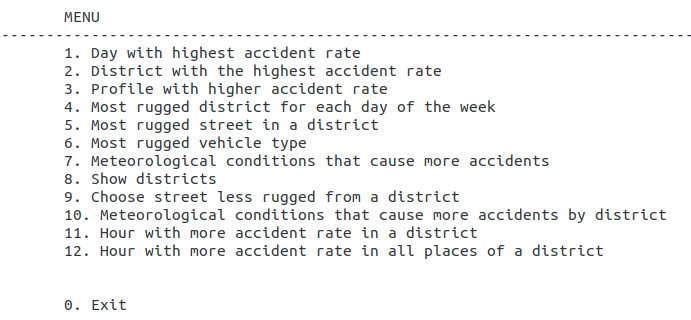 MENU
--------------------------------------------------------------------------------
1. Day with highest accident rate
2. District with the highest accident rate
3. Profile with higher accident rate
4. Most rugged district for each day of the week
5. Most rugged street in a district
6. Most rugged vehicle type
7. Meteorological conditions that cause more accidents
8. Show districts
9. Choose street less rugged from a district
10. Meteorological conditions that cause more accidents by district
11. Hour with more accident rate in a district
12. Hour with more accident rate in all places of a district
0. Exit